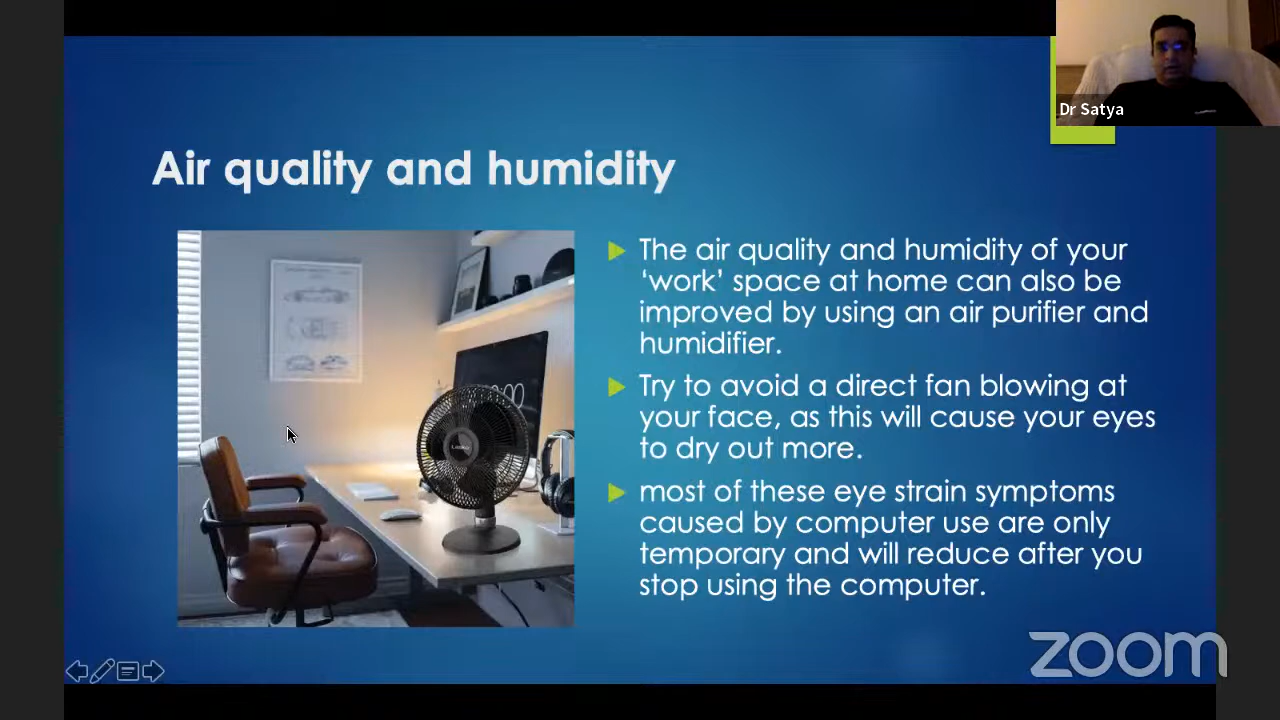 Dr Satya
Air quality and humidity
The air quality and humidity of your
‘work’ space at home can also be
improved by using an air purifier and
humidifier.
Try to avoid a direct fan blowing at
your face, as this will cause your eyes
to dry out more.
most of these eye strain symptoms
caused by computer use are only
temporary and will reduce after you
stop using the computer.
zoom